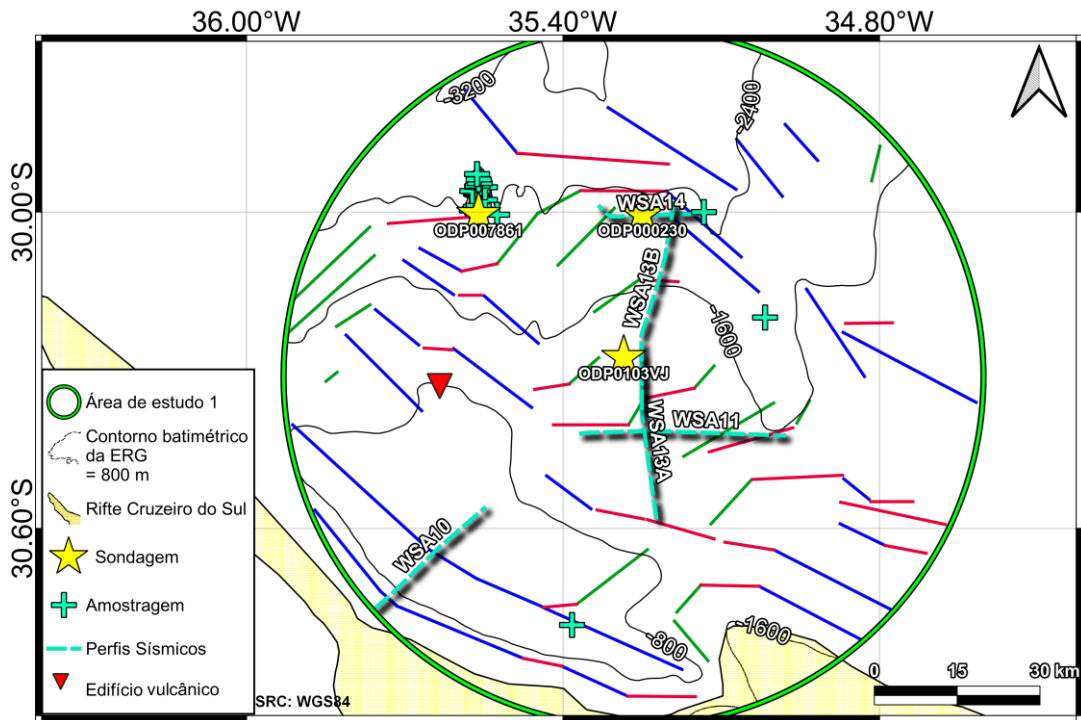 36.00°W 35.40°W 34.80°W
-3200
-2400
30.00°S
WSA14
ODP007861
ODP000230
WSA13B
-1600
ODP0103VJ
WSA11
WSA13A
30.60°S
WSA10
-800
-1600
Área de estudo 1
Contorno batimétrico
da ERG
= 800 m
Rifte Cruzeiro do Sul
Sondagem
Amostragem
Perfis Sísmicos
Edifício vulcânico
SRC: WGS84
0 15 30 km